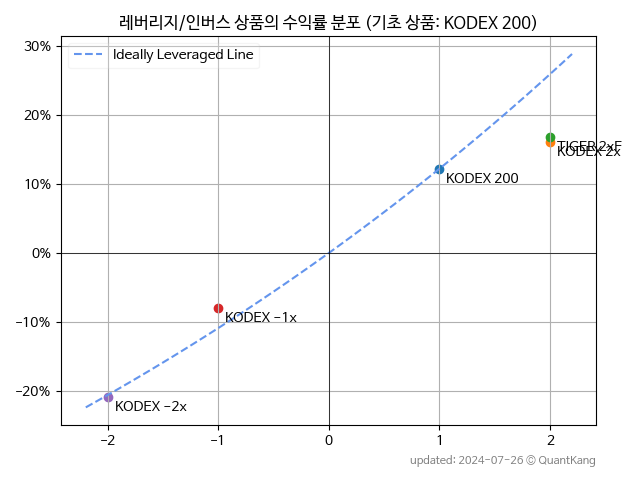 레버리지/인버스 상품의 수익률 분포 (기초 상품: KODEX 200)
Ideally Leveraged Line
30%
20%
10%
0%
−10%
−20%
TIGER 2xF
KODEX 2x
KODEX 200
KODEX −1x
KODEX −2x
−2
−1
0
1
2
updated: 2024-07-26 © QuantKang